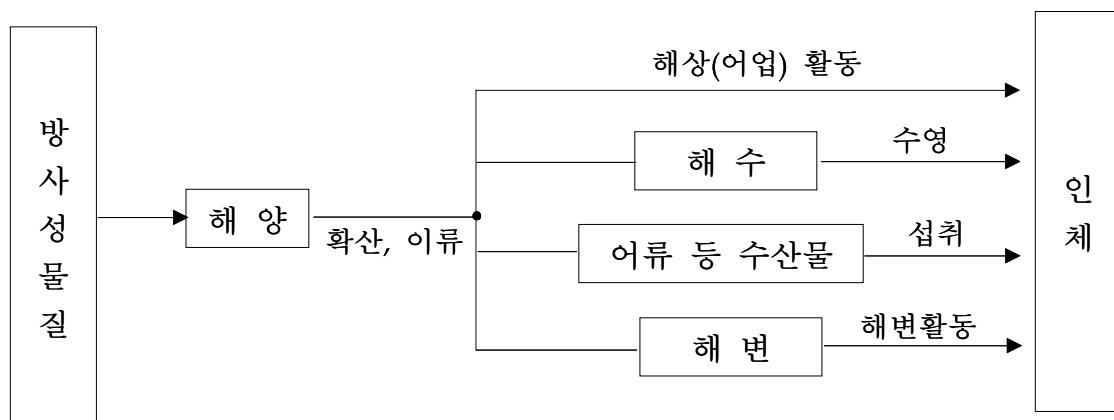 방사성물질
해 양
확산, 이류
해상(어업) 활동
해 수
수영
어류 등 수산물
섭취
해 변
해변활동
인체